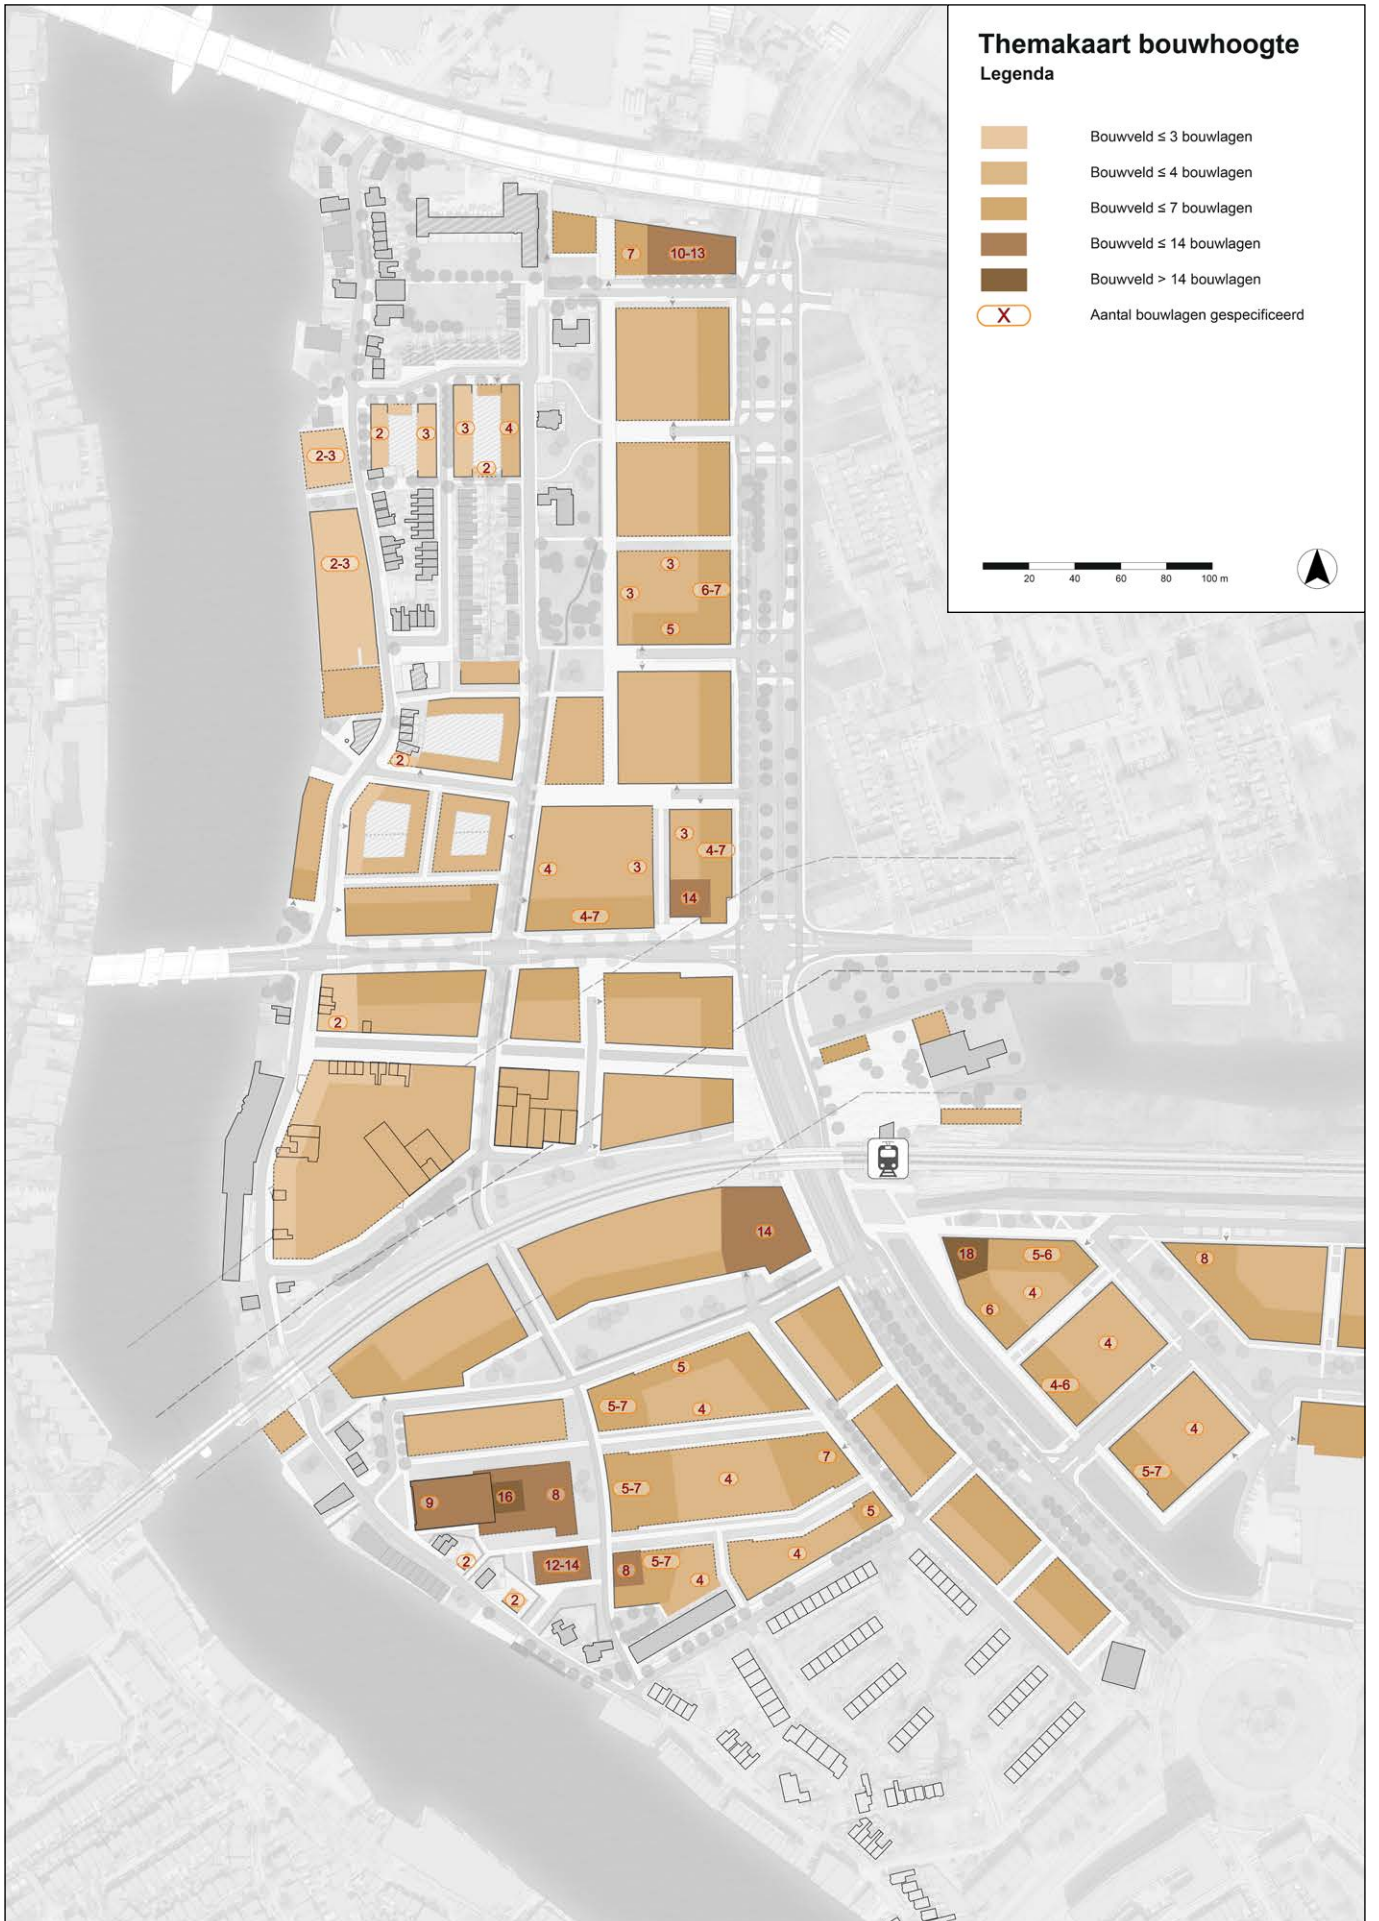 Themakaart bouwhoogte
Legenda
Bouwveld ≤ 3 bouwlagen
Bouwveld ≤ 4 bouwlagen
Bouwveld ≤ 7 bouwlagen
Bouwveld ≤ 14 bouwlagen
Bouwveld > 14 bouwlagen
X Aantal bouwlagen gespecificeerd
20 40 60 80 100 m
7 10-13
2 3 3 4
2-3 2
2-3 3
3 6-7
5
2
3
4 3 4-7
14
4-7
2
14
18 5-6 8
6 4
4
4-6
5
5-7 4
4
5-7
7
5-7 4
9 16 8
5
2 12-14 8 5-7 4
4
2